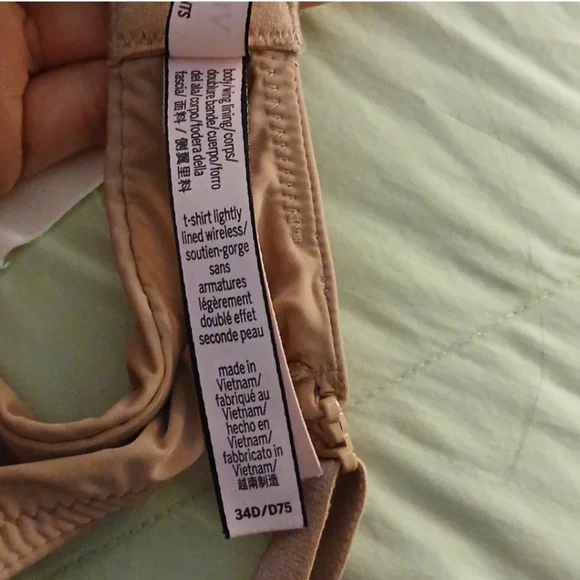 body/wing lining/corps/
doublure bande/cuerpo/forro
del ala/corpo/fodera della
fascia/ 面料 / 侧翼里料
t-shirt lightly
lined wireless/
soutien-gorge
sans
armatures
légèrement
doublé effet
seconde peau
made in
Vietnam/
fabriqué au
Vietnam/
hecho en
Vietnam/
fabbricato in
Vietnam/
越南制造
34D/D75